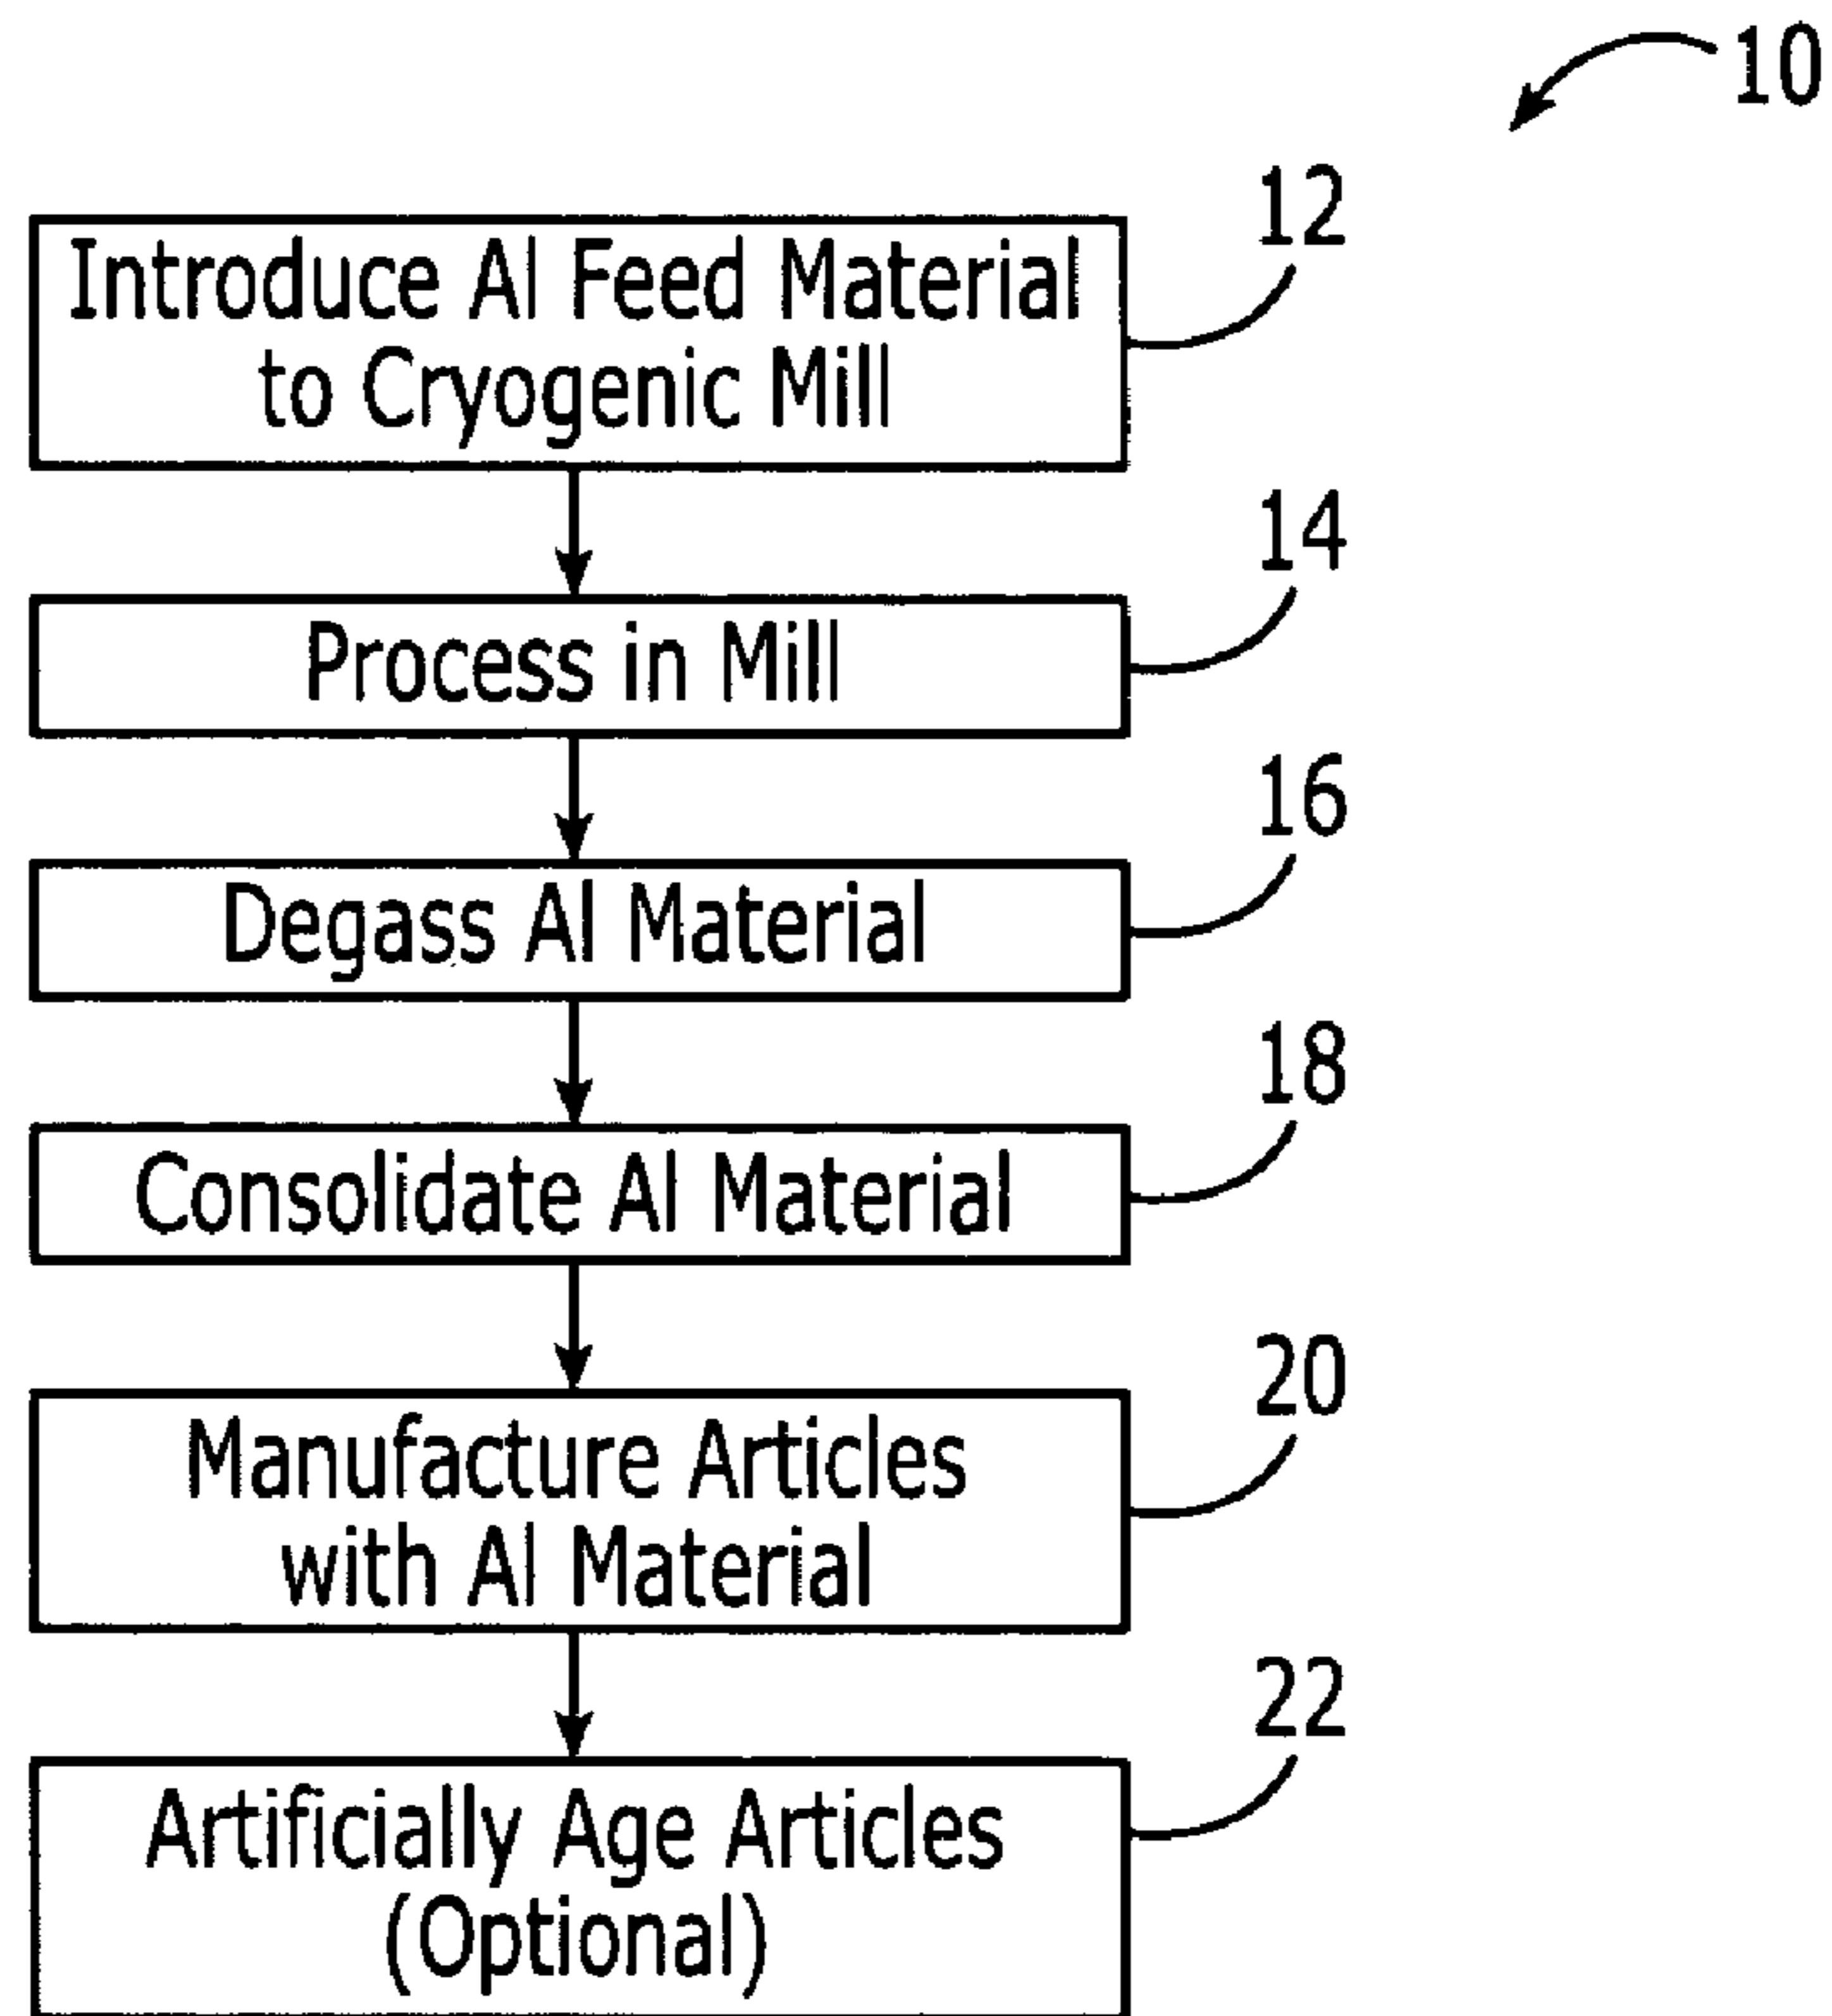 10
12
Introduce Al Feed Material
to Cryogenic Mill
14
Process in Mill
16
Degass Al Material
18
Consolidate Al Material
20
Manufacture Articles
with Al Material
22
Artificially Age Articles
(Optional)